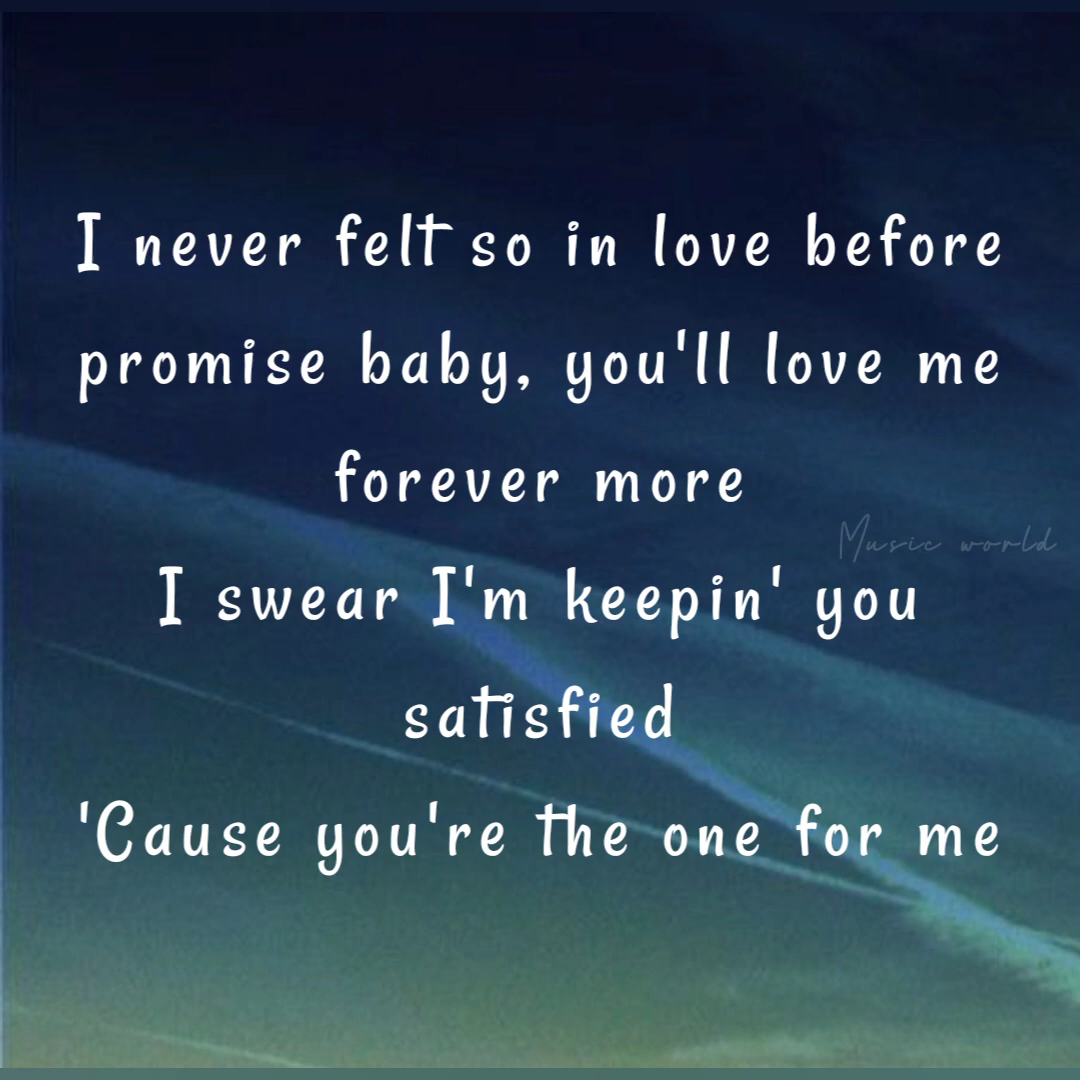 I never felt so in love before
promise baby, you'll love me
forever more
Music world
I swear I'm keepin' you
satisfied
'Cause you're the one for me